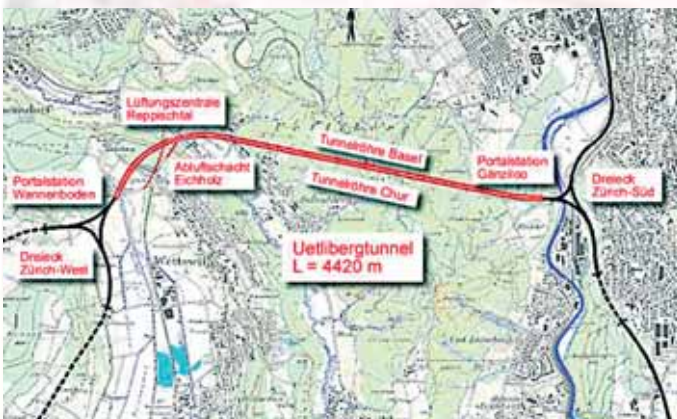 Lüftungszentrale
Reppischtal
Tunnelröhre Basel
Portalstation
Gänziloo
Abluftschacht
Eichholz
Tunnelröhre Chur
Dreieck
Zürich-Süd
Portalstation
Wannenboden
Uetlibergtunnel
L = 4420 m
Dreieck
Zürich-West
Wettswil